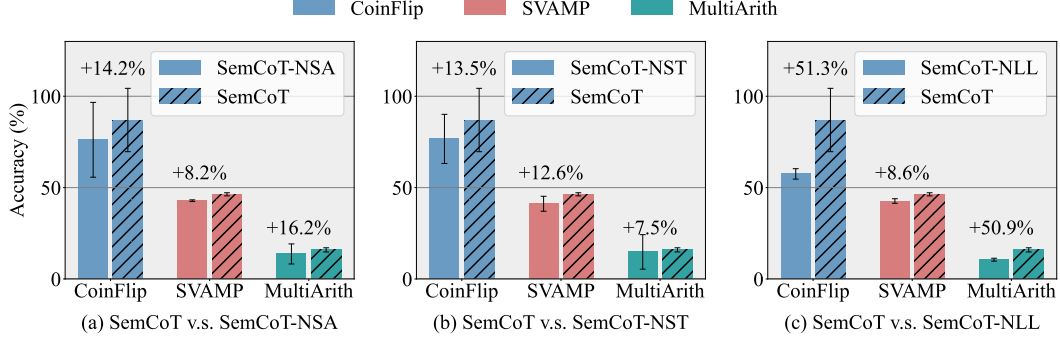 CoinFlip SVAMP MultiArith
Accuracy (%)
100
50
0
+14.2%
+8.2%
+16.2%
SemCoT-NSA
SemCoT
CoinFlip SVAMP MultiArith
(a) SemCoT v.s. SemCoT-NSA
100
50
0
+13.5%
+12.6%
+7.5%
SemCoT-NST
SemCoT
CoinFlip SVAMP MultiArith
(b) SemCoT v.s. SemCoT-NST
100
50
0
+51.3%
+8.6%
+50.9%
SemCoT-NLL
SemCoT
CoinFlip SVAMP MultiArith
(c) SemCoT vs. SemCoT-NLL